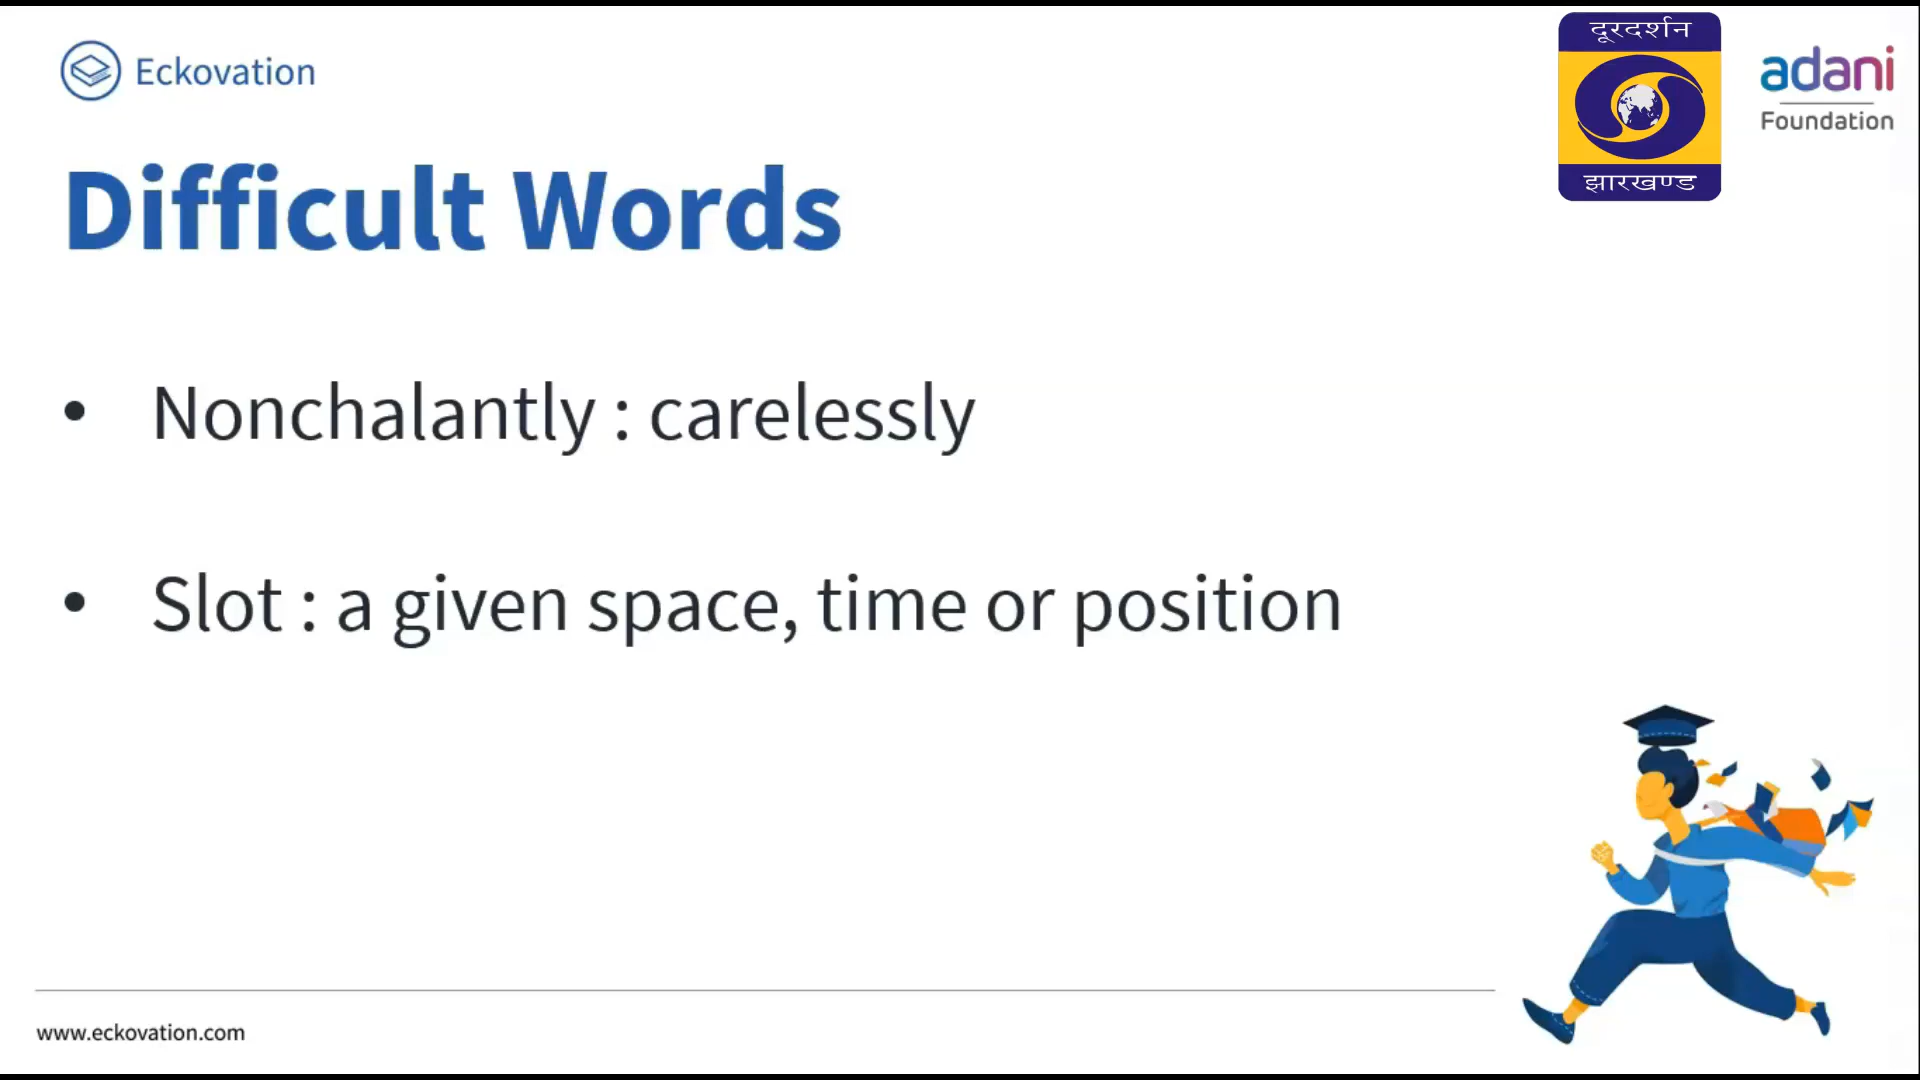 Eckovation
दूरदर्शन
झारखण्ड
adani
Foundation
Difficult Words
• Nonchalantly : carelessly
• Slot : a given space, time or position
www.eckovation.com